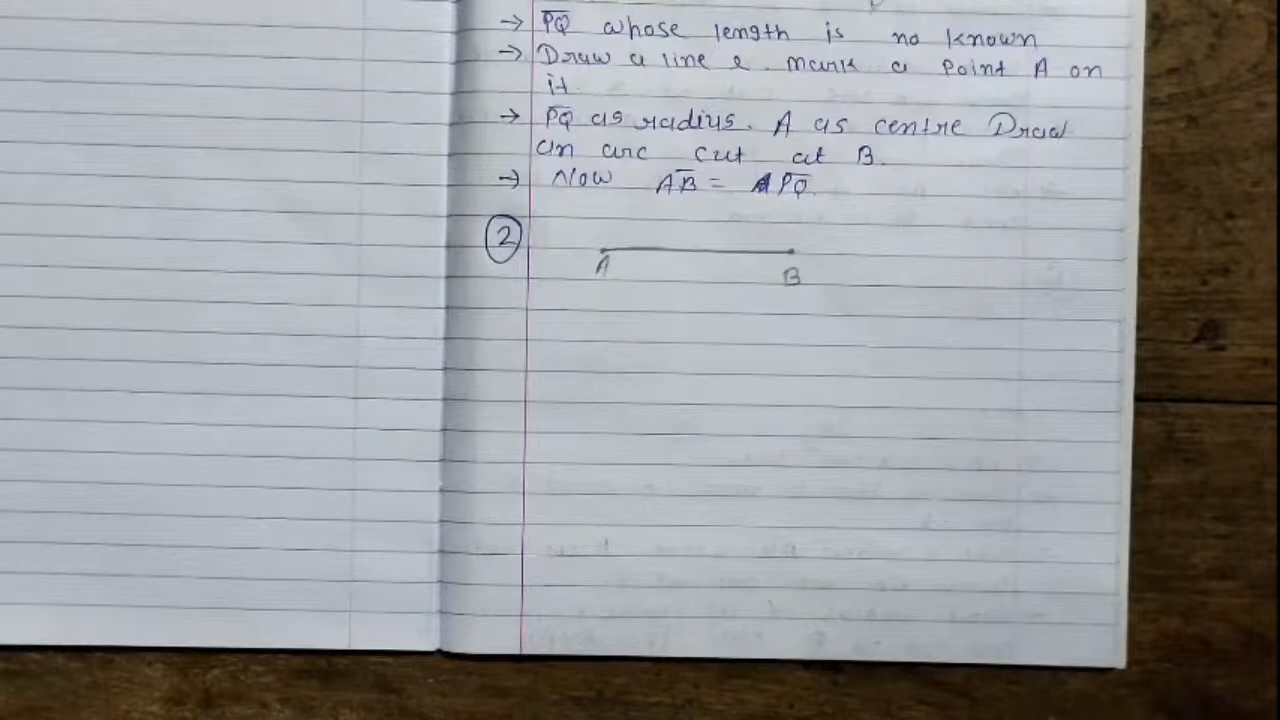 → PQ whose length is no known
→ Draw a line & mark a point A on
it.
→ PQ as radius. A as centre Draw
an arc cut at B.
→ Now AB = PQ
2
A B